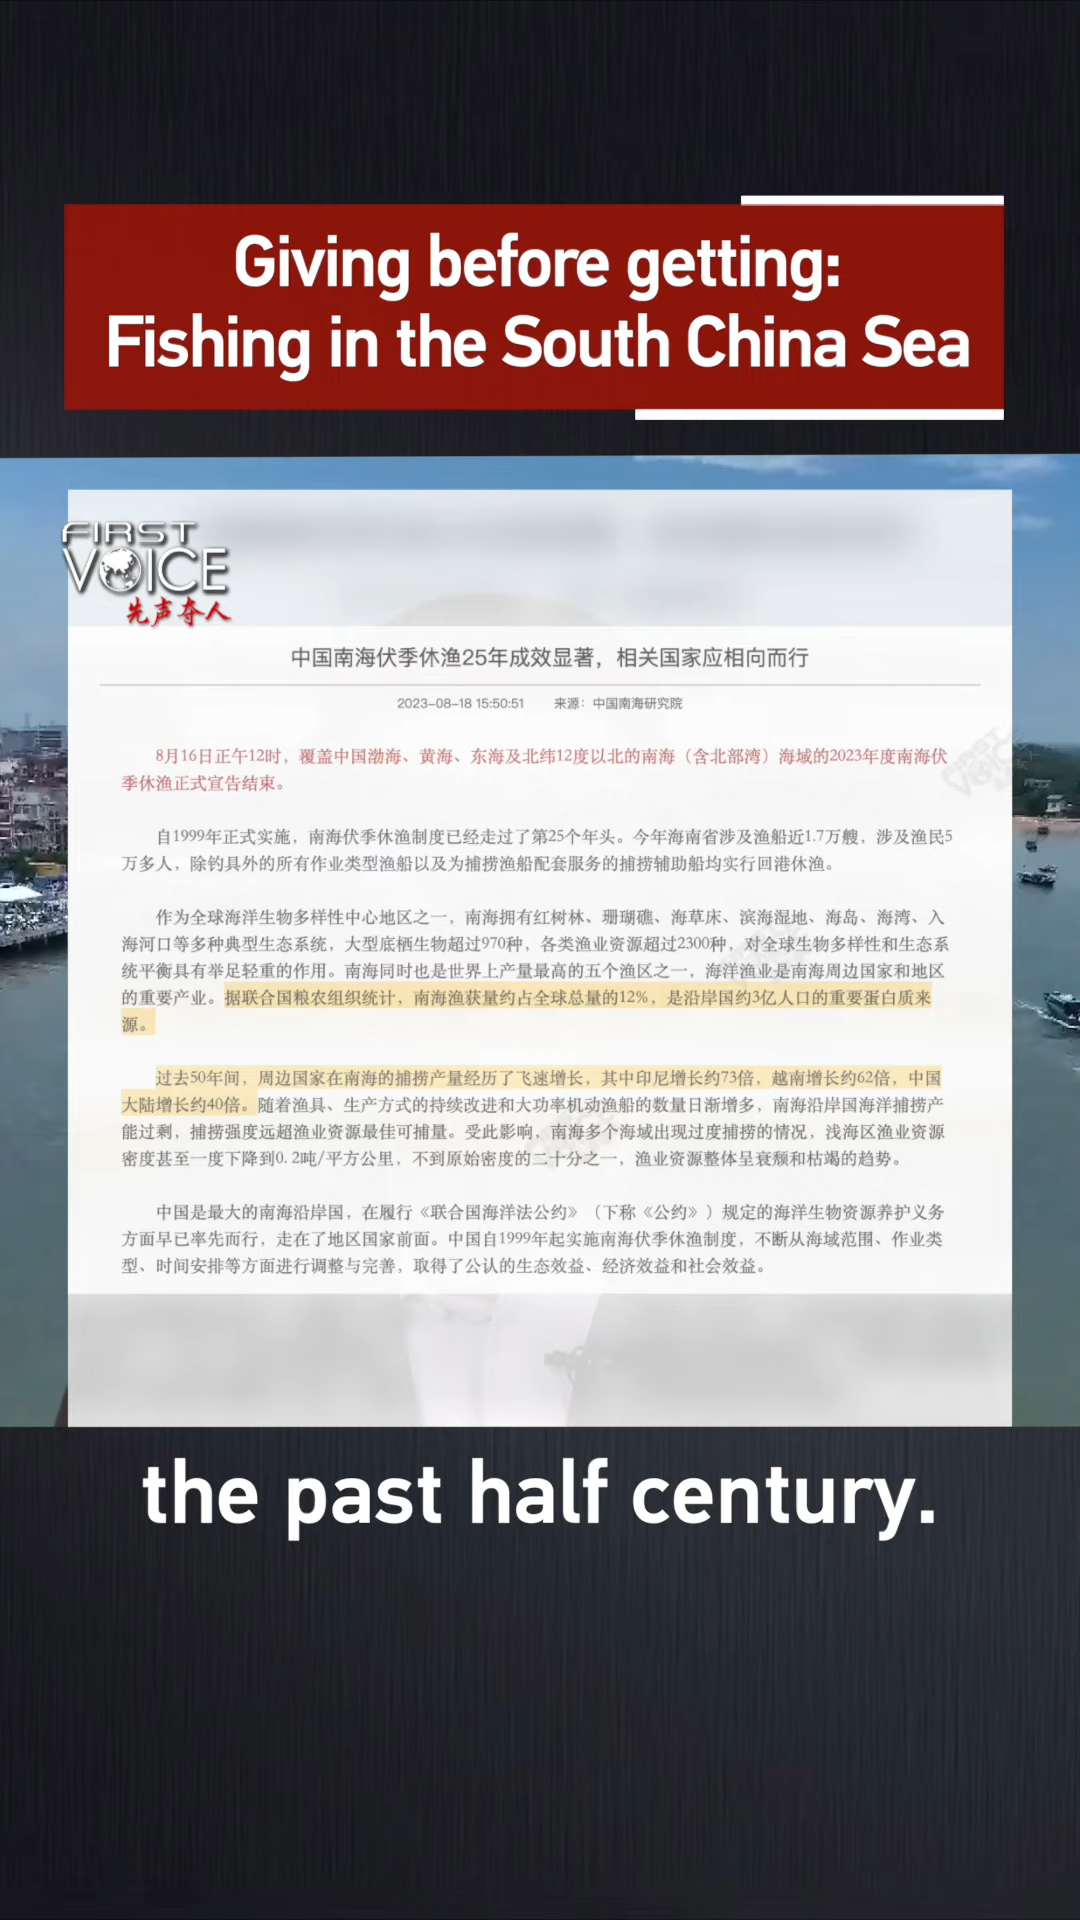 Giving before getting:
Fishing in the South China Sea
FIRST
VOICE
先声夺人
中国南海伏季休渔25年成效显著，相关国家应相向而行
2023-08-18 15:50:51 来源：中国南海研究院
8月16日正午12时，覆盖中国渤海、黄海、东海及北纬12度以北的南海（含北部湾）海域的2023年度南海伏
季休渔正式宣告结束。
自1999年正式实施，南海伏季休渔制度已经走过了第25个年头。今年海南省涉及渔船近1.7万艘，涉及渔民5
万多人，除钓具外的所有作业类型渔船以及为捕捞渔船配套服务的捕捞辅助船均实行回港休渔。
作为全球海洋生物多样性中心地区之一，南海拥有红树林、珊瑚礁、海草床、滨海湿地、海岛、海湾、入
海河口等多种典型生态系统，大型底栖生物超过970种，各类渔业资源超过2300种，对全球生物多样性和生态系
统平衡具有举足轻重的作用。南海同时也是世界上产量最高的五个渔区之一，海洋渔业是南海周边国家和地区
的重要产业。据联合国粮农组织统计，南海渔获量约占全球总量的12%，是沿岸国约3亿人口的重要蛋白质来
源。
过去50年间，周边国家在南海的捕捞产量经历了飞速增长，其中印尼增长约73倍，越南增长约62倍，中国
大陆增长约40倍。随着渔具、生产方式的持续改进和大功率机动渔船的数量日渐增多，南海沿岸国海洋捕捞产
能过剩，捕捞强度远超渔业资源最佳可捕量。受此影响，南海多个海域出现过度捕捞的情况，浅海区渔业资源
密度甚至一度下降到0.2吨/平方公里，不到原始密度的二十分之一，渔业资源整体呈衰颓和枯竭的趋势。
中国是最大的南海沿岸国，在履行《联合国海洋法公约》（下称《公约》）规定的海洋生物资源养护义务
方面早已率先而行，走在了地区国家前面。中国自1999年起实施南海伏季休渔制度，不断从海域范围、作业类
型、时间安排等方面进行调整与完善，取得了公认的生态效益、经济效益和社会效益。
the past half century.